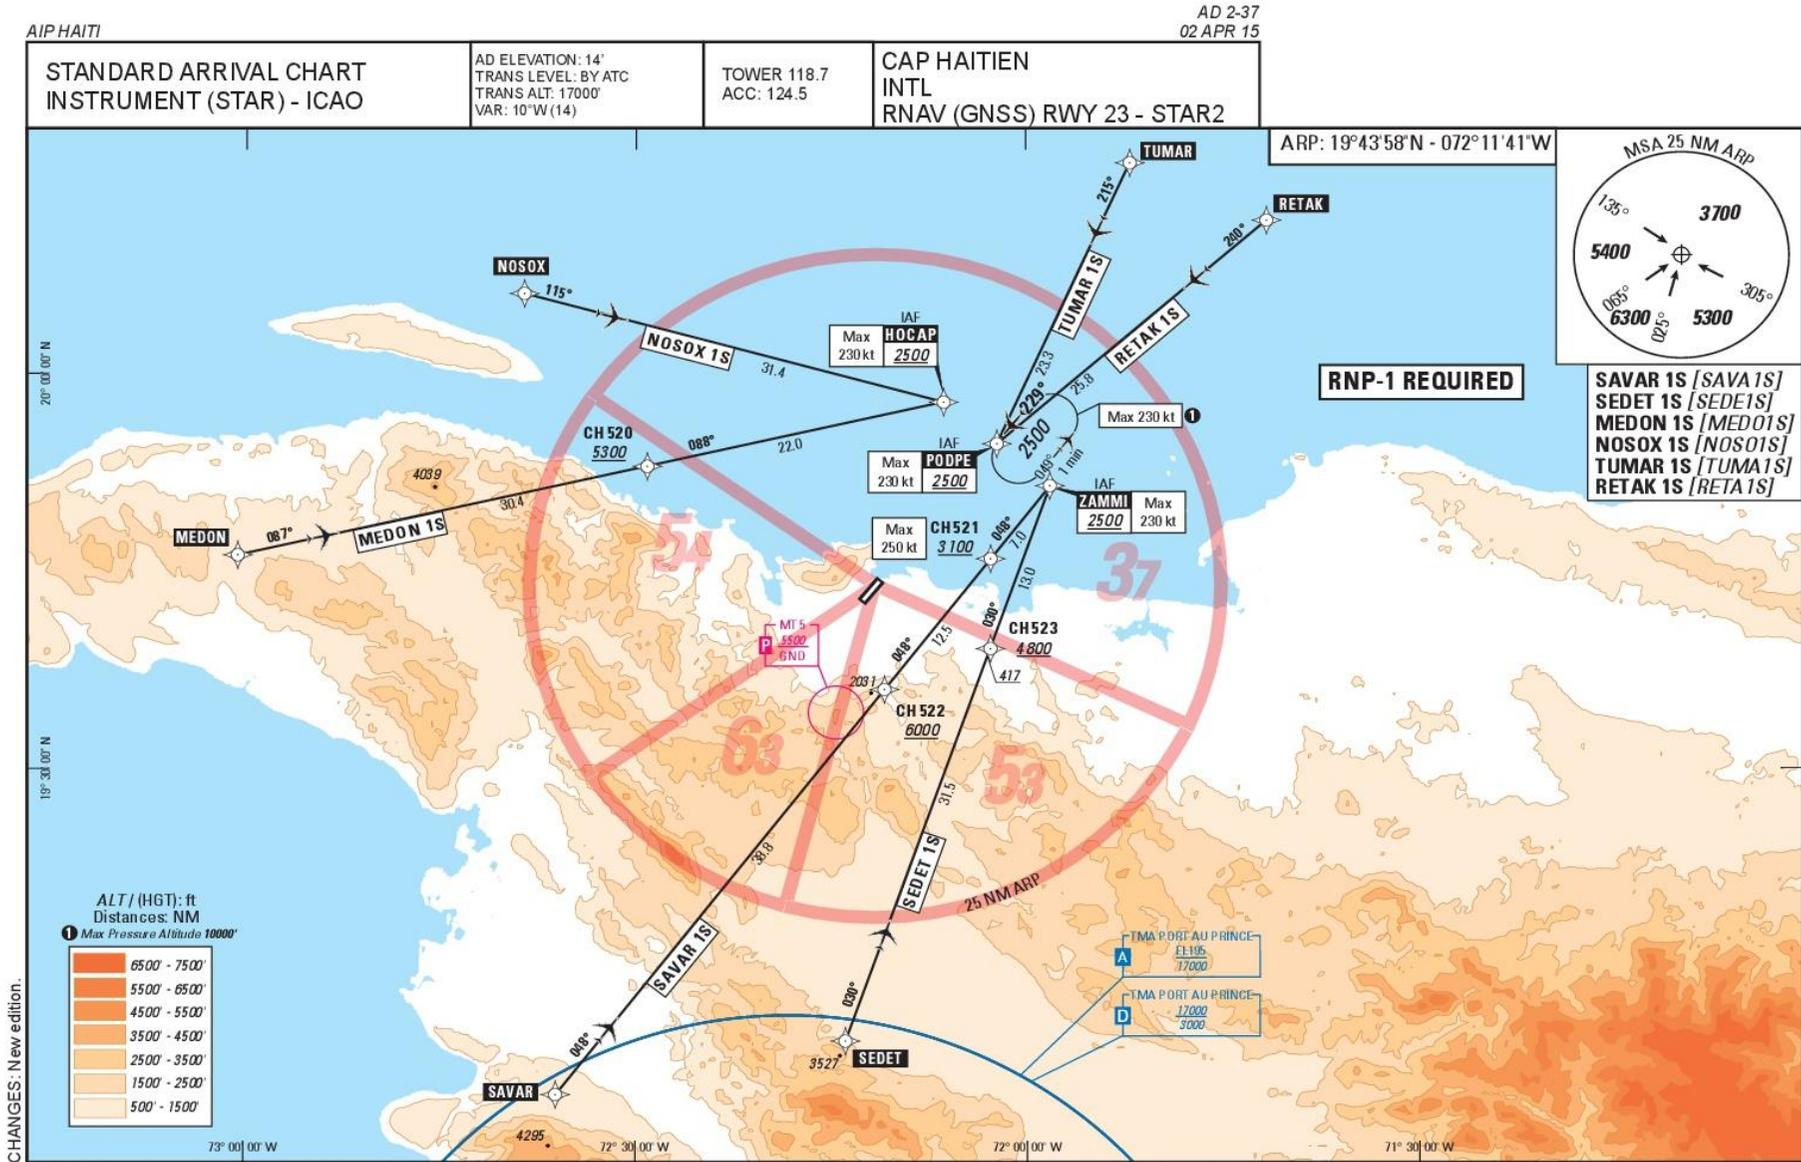 AIP HAITI
AD 2-37
02 APR 15
STANDARD ARRIVAL CHART
INSTRUMENT (STAR) - ICAO
AD ELEVATION: 14'
TRANS LEVEL: BY ATC
TRANS ALT: 17000'
VAR: 10°W (14)
TOWER 118.7
ACC: 124.5
CAP HAITIEN
INTL
RNAV (GNSS) RWY 23 - STAR2
ARP: 19°43'58"N - 072°11'41"W
MSA 25 NM ARP
135°
3700
5400
065°
6300
025°
5300
305°
TUMAR
215°
TUMAR 1S
23.3
RETAK
240°
RETAK 1S
25.8
NOSOX
115°
NOSOX 1S
31.4
IAF
Max
230 kt
HOCAP
2500
RNP-1 REQUIRED
SAVAR 1S [SAVA1S]
SEDET 1S [SEDE1S]
MEDON 1S [MEDO1S]
NOSOX 1S [NOSO1S]
TUMAR 1S [TUMA1S]
RETAK 1S [RETA1S]
20° 00' 00" N
229°
2500
049°
1 min
Max 230 kt 1
CH 520
5300
088°
22.0
IAF
Max
230 kt
PODPE
2500
4039
30.4
IAF
ZAMMI
2500
Max
230 kt
MEDON
087°
MEDON 1S
Max
250 kt
CH521
3100
048°
7.0
54
37
13.0
030°
MT 5
P
5500
GND
CH523
4800
417
048°
12.5
2031
CH 522
6000
63
53
19° 30' 00" N
31.5
38.8
SEDET 1S
25 NM ARP
SAVAR 1S
030°
048°
TMA PORT AU PRINCE
A
FL195
17000
TMA PORT AU PRINCE
D
17000
3000
3527
SEDET
SAVAR
4295
ALT / (HGT): ft
Distances: NM
1 Max Pressure Altitude 10000'
6500' - 7500'
5500' - 6500'
4500' - 5500'
3500' - 4500'
2500' - 3500'
1500' - 2500'
500' - 1500'
CHANGES: New edition.
73° 00' 00" W
72° 30' 00" W
72° 00' 00" W
71° 30' 00" W